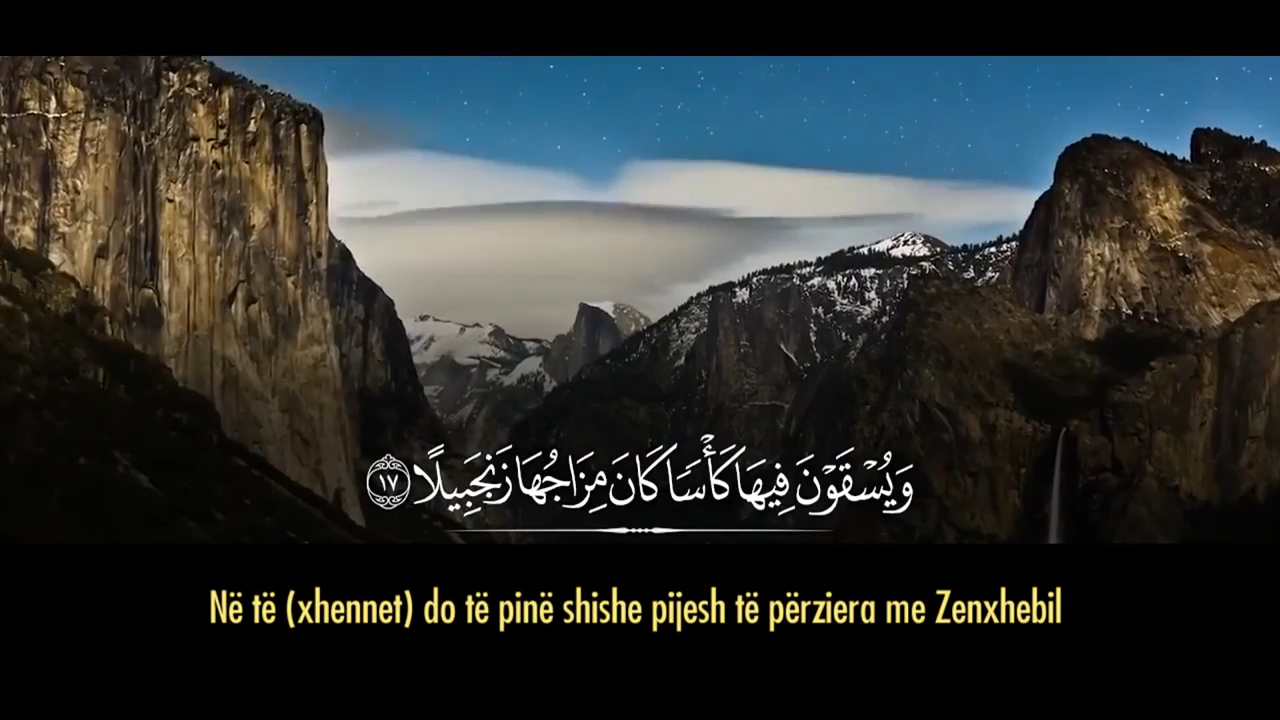 وَيُسْقَوْنَ فِيهَا كَأْسًا كَانَ مِزَاجُهَا زَنجَبِيلًا ١٧
Në të (xhennet) do të pinë shishe pijesh të përziera me Zenxhebil